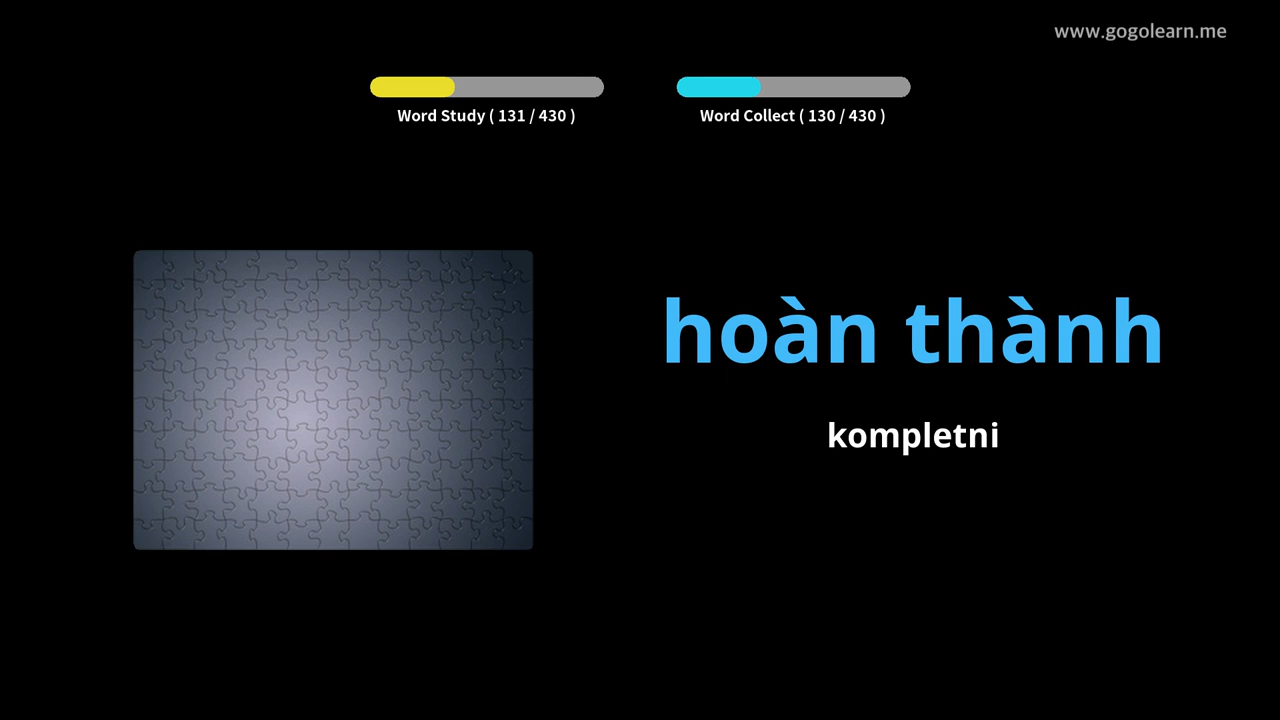 www.gogolearn.me
Word Study ( 131 / 430 )
Word Collect ( 130 / 430 )
hoàn thành
kompletni